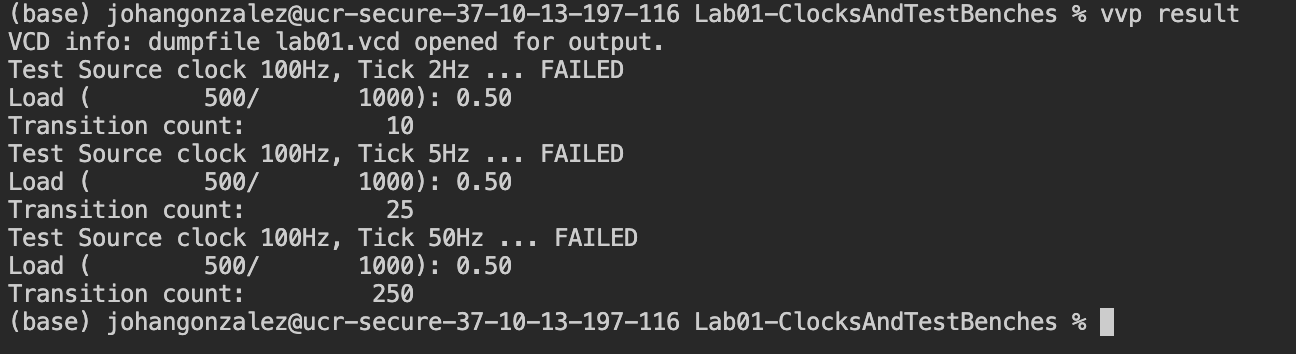 (base) johangonzalez@ucr-secure-37-10-13-197-116 Lab01-ClocksAndTestBenches % vvp result
VCD info: dumpfile lab01.vcd opened for output.
Test Source clock 100Hz, Tick 2Hz ... FAILED
Load (        500/       1000): 0.50
Transition count:          10
Test Source clock 100Hz, Tick 5Hz ... FAILED
Load (        500/       1000): 0.50
Transition count:          25
Test Source clock 100Hz, Tick 50Hz ... FAILED
Load (        500/       1000): 0.50
Transition count:         250
(base) johangonzalez@ucr-secure-37-10-13-197-116 Lab01-ClocksAndTestBenches %